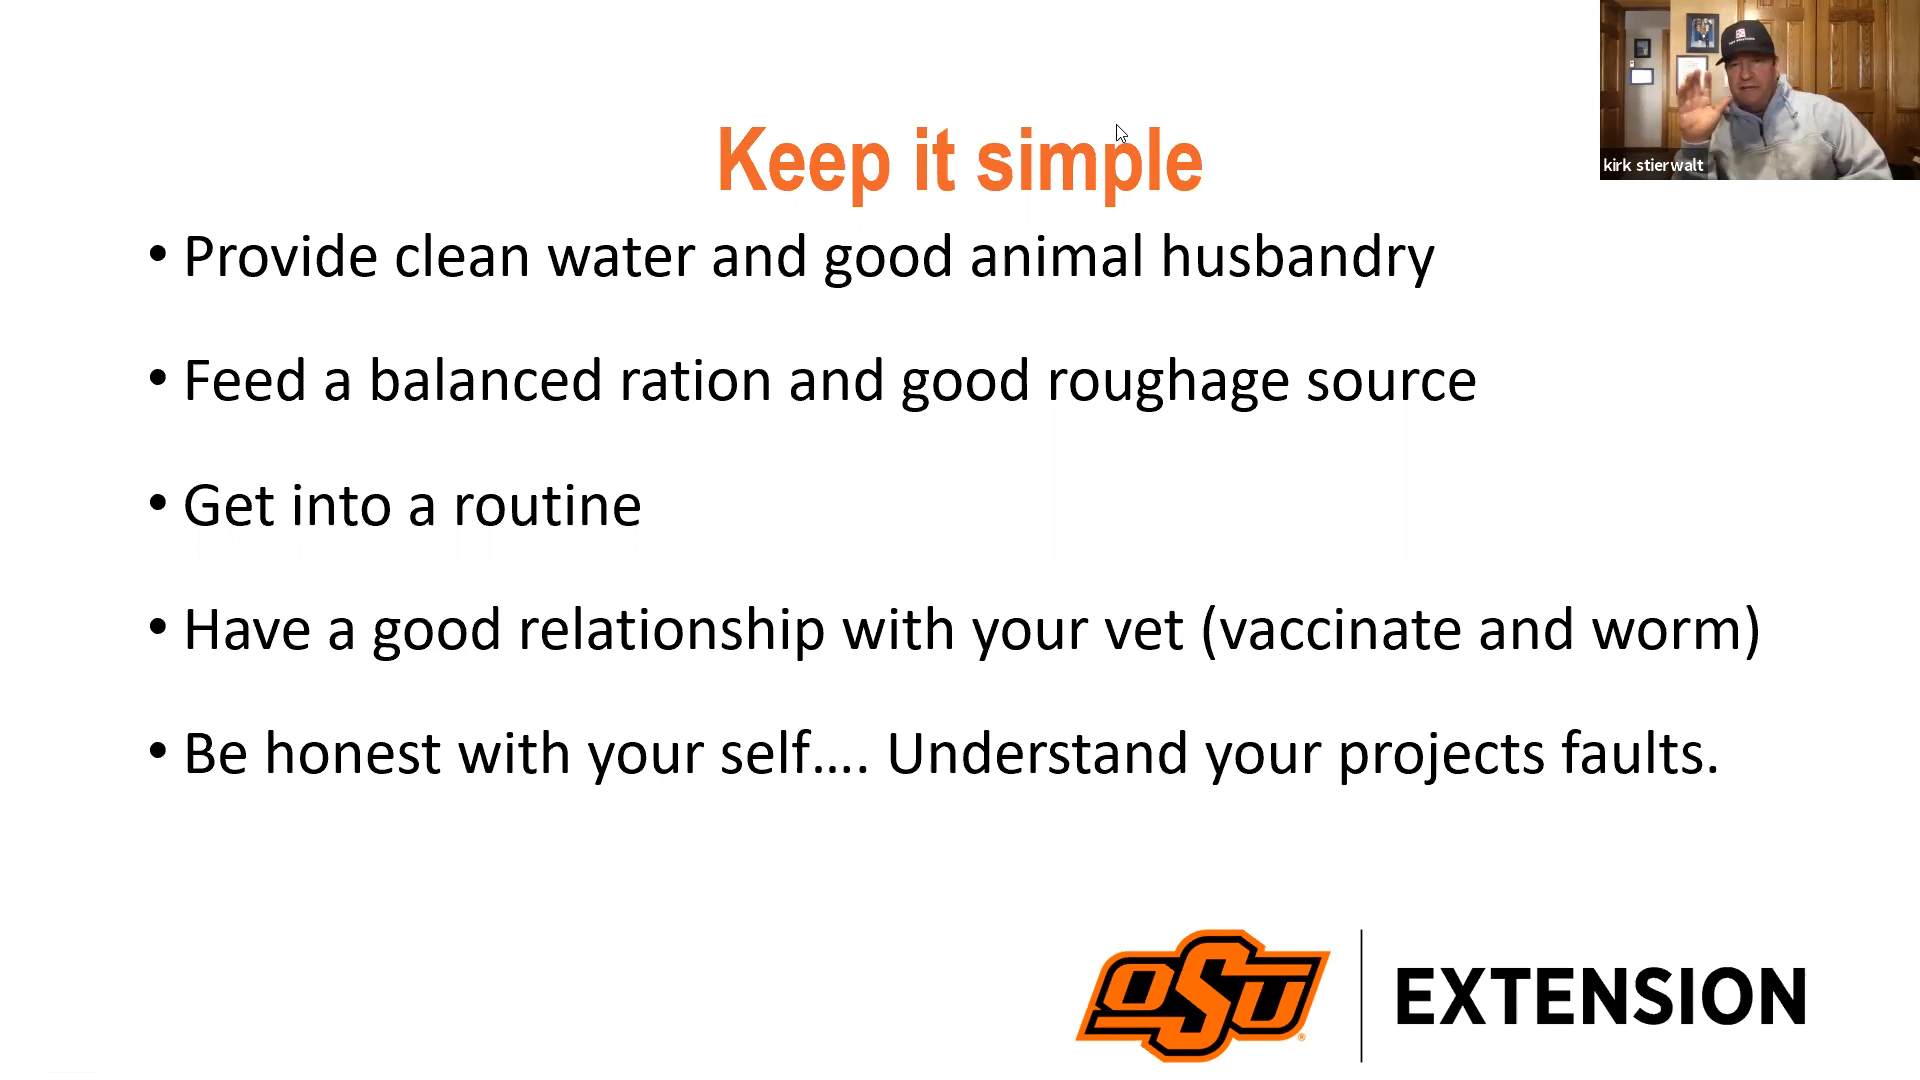 Keep it simple
kirk stierwalt
• Provide clean water and good animal husbandry
• Feed a balanced ration and good roughage source
• Get into a routine
• Have a good relationship with your vet (vaccinate and worm)
• Be honest with your self.... Understand your projects faults.
OSU® EXTENSION